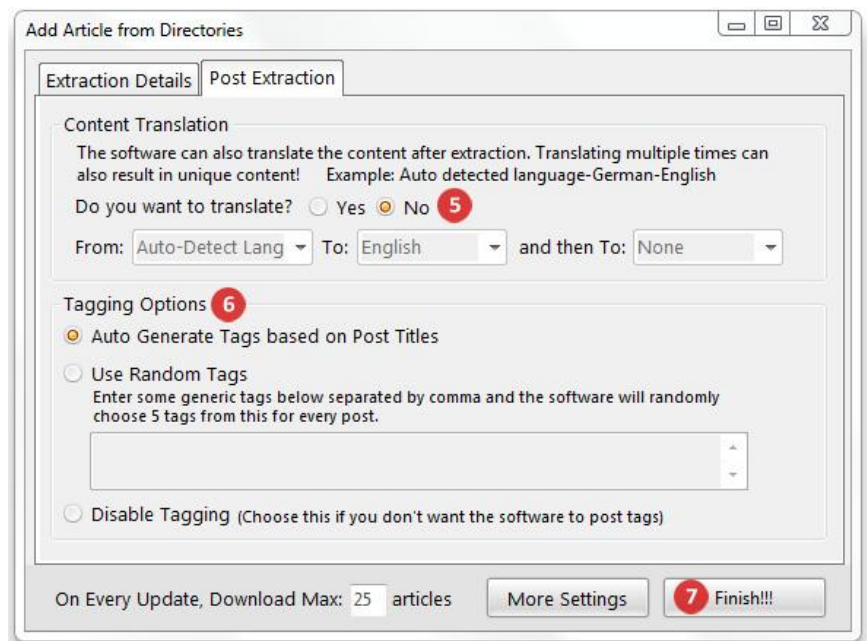 Add Article from Directories
Extraction Details Post Extraction
Content Translation
The software can also translate the content after extraction. Translating multiple times can
also result in unique content! Example: Auto detected language-German-English
Do you want to translate? Yes No 5
From: Auto-Detect Lang To: English and then To: None
Tagging Options 6
Auto Generate Tags based on Post Titles
Use Random Tags
Enter some generic tags below separated by comma and the software will randomly
choose 5 tags from this for every post.
Disable Tagging (Choose this if you don't want the software to post tags)
On Every Update, Download Max: 25 articles More Settings 7 Finish!!!